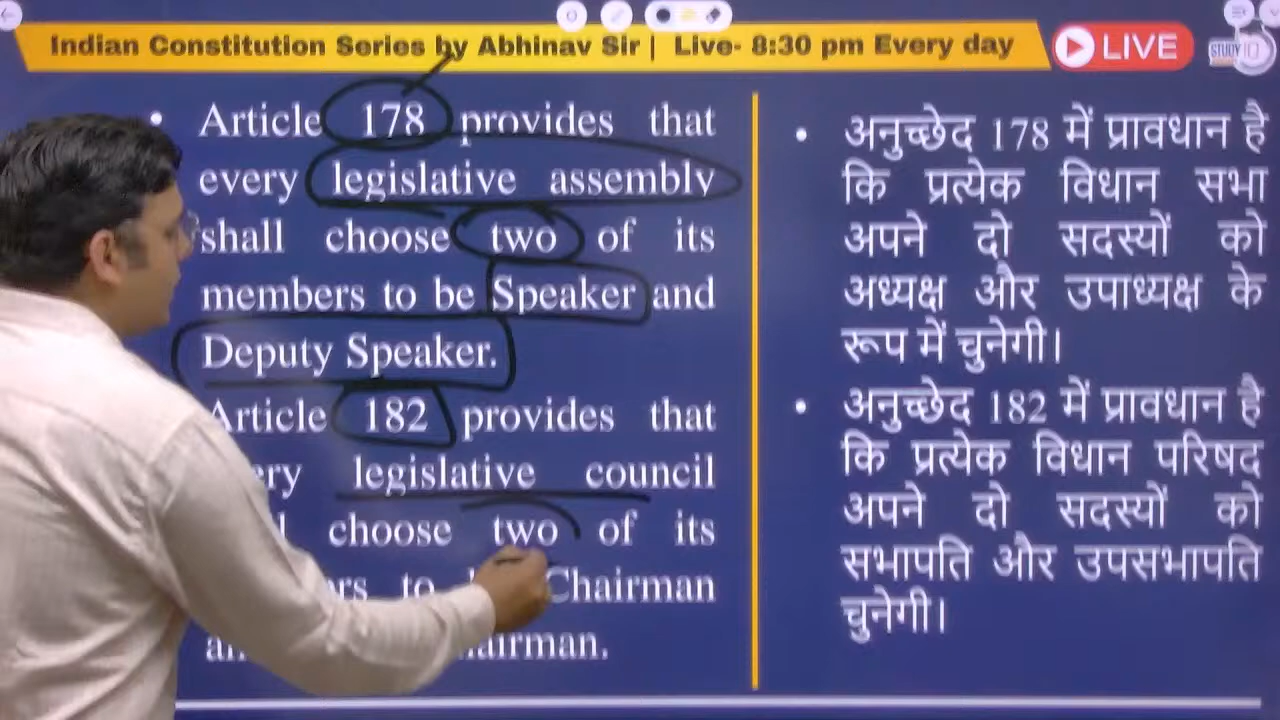 Indian Constitution Series by Abhinav Sir | Live- 8:30 pm Every day
LIVE
STUDY IQ
• Article 178 provides that
every legislative assembly
shall choose two of its
members to be Speaker and
Deputy Speaker.
Article 182 provides that
legislative council
choose two of its
to Chairman
• अनुच्छेद 178 में प्रावधान है
कि प्रत्येक विधान सभा
अपने दो सदस्यों को
अध्यक्ष और उपाध्यक्ष के
रूप में चुनेगी।
• अनुच्छेद 182 में प्रावधान है
कि प्रत्येक विधान परिषद
अपने दो सदस्यों को
सभापति और उपसभापति
चुनेगी।